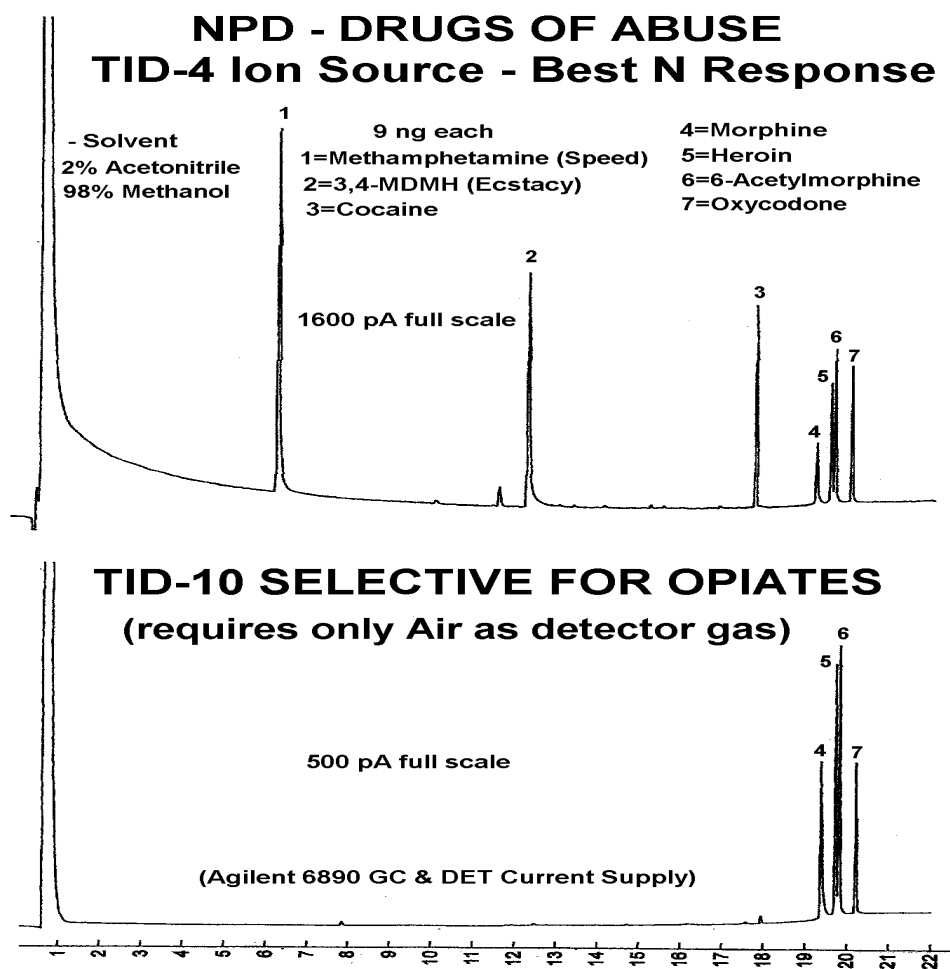 NPD - DRUGS OF ABUSE
TID-4 Ion Source - Best N Response
- Solvent
2% Acetonitrile
98% Methanol
9 ng each
1=Methamphetamine (Speed)
2=3,4-MDMH (Ecstacy)
3=Cocaine
4=Morphine
5=Heroin
6=6-Acetylmorphine
7=Oxycodone
1
2
3
4
5
6
7
1600 pA full scale
TID-10 SELECTIVE FOR OPIATES
(requires only Air as detector gas)
4
5
6
7
500 pA full scale
(Agilent 6890 GC & DET Current Supply)
1 2 3 4 5 6 7 8 9 10 11 12 13 14 15 16 17 18 19 20 21 22